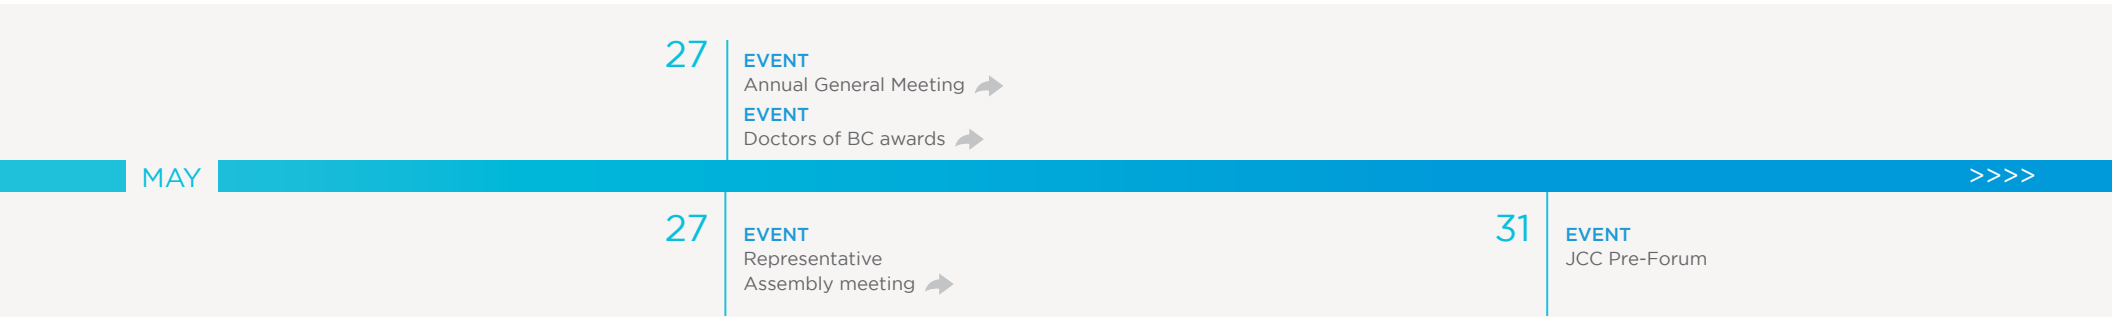 27
EVENT
Annual General Meeting
EVENT
Doctors of BC awards
MAY
>>>>
27
EVENT
Representative
Assembly meeting
31
EVENT
JCC Pre-Forum